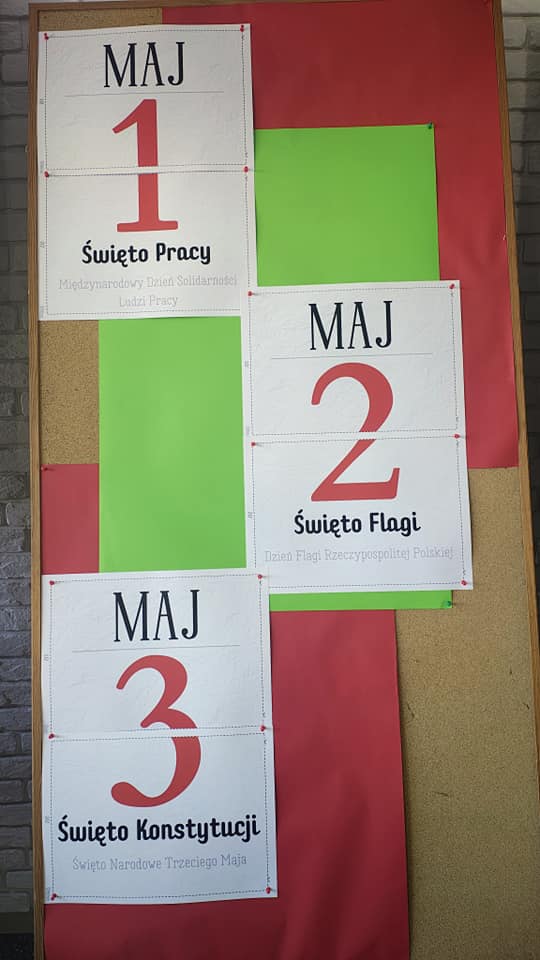 MAJ
1
Święto Pracy
Międzynarodowy Dzień Solidarności
Ludzi Pracy
MAJ
2
Święto Flagi
Dzień Flagi Rzeczypospolitej Polskiej
MAJ
3
Święto Konstytucji
Święto Narodowe Trzeciego Maja